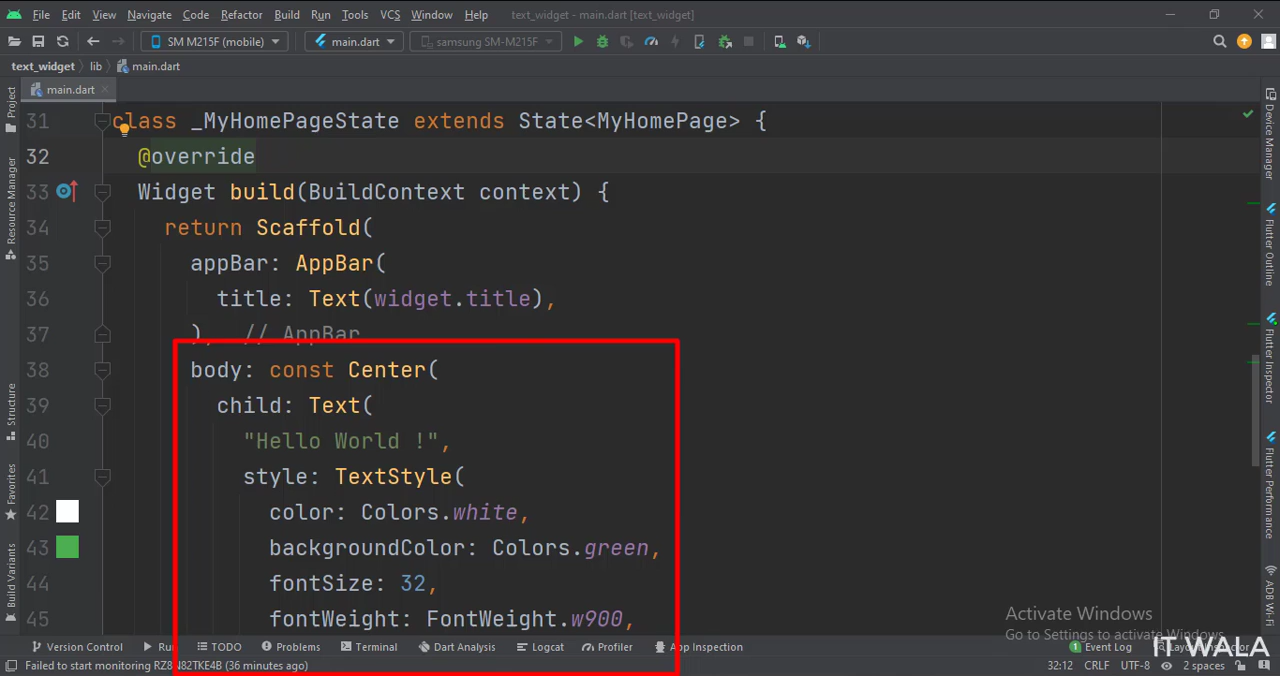 File Edit View Navigate Code Refactor Build Run Tools VCS Window Help text_widget - main.dart [text_widget]
SM M215F (mobile) main.dart samsung SM-M215F
text_widget lib main.dart
main.dart
Project
Resource Manager
Structure
Favorites
Build Variants
31 class _MyHomePageState extends State<MyHomePage> {
32 @override
33 Widget build(BuildContext context) {
34 return Scaffold(
35 appBar: AppBar(
36 title: Text(widget.title),
37 ), // AppBar
38 body: const Center(
39 child: Text(
40 "Hello World !",
41 style: TextStyle(
42 color: Colors.white,
43 backgroundColor: Colors.green,
44 fontSize: 32,
45 fontWeight: FontWeight.w900,
Device Manager
Flutter Outline
Flutter Inspector
Flutter Performance
ADB Wi-Fi
Activate Windows
Go to Settings to activate Windows.
IT WALA
Version Control Run TODO Problems Terminal Dart Analysis Logcat Profiler App Inspection 1 Event Log Layout Inspector
Failed to start monitoring RZ8N82TKE4B (36 minutes ago) 32:12 CRLF UTF-8 2 spaces